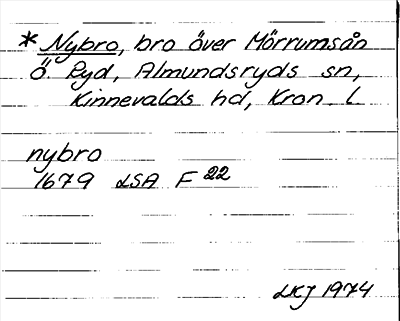 * Nybro, bro över Mörrumsån
Ö. Ryd, Almundsryds sn,
Kinnevalds hd, Kron. l.
nybro
1679 LSA F 22
LKJ 1974